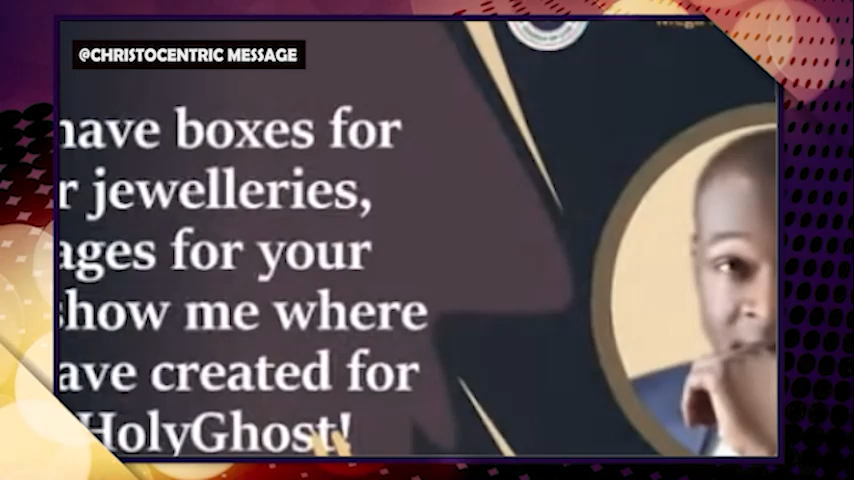 @CHRISTOCENTRIC MESSAGE
have boxes for
r jewelleries,
ages for your
show me where
ave created for
HolyGhost!